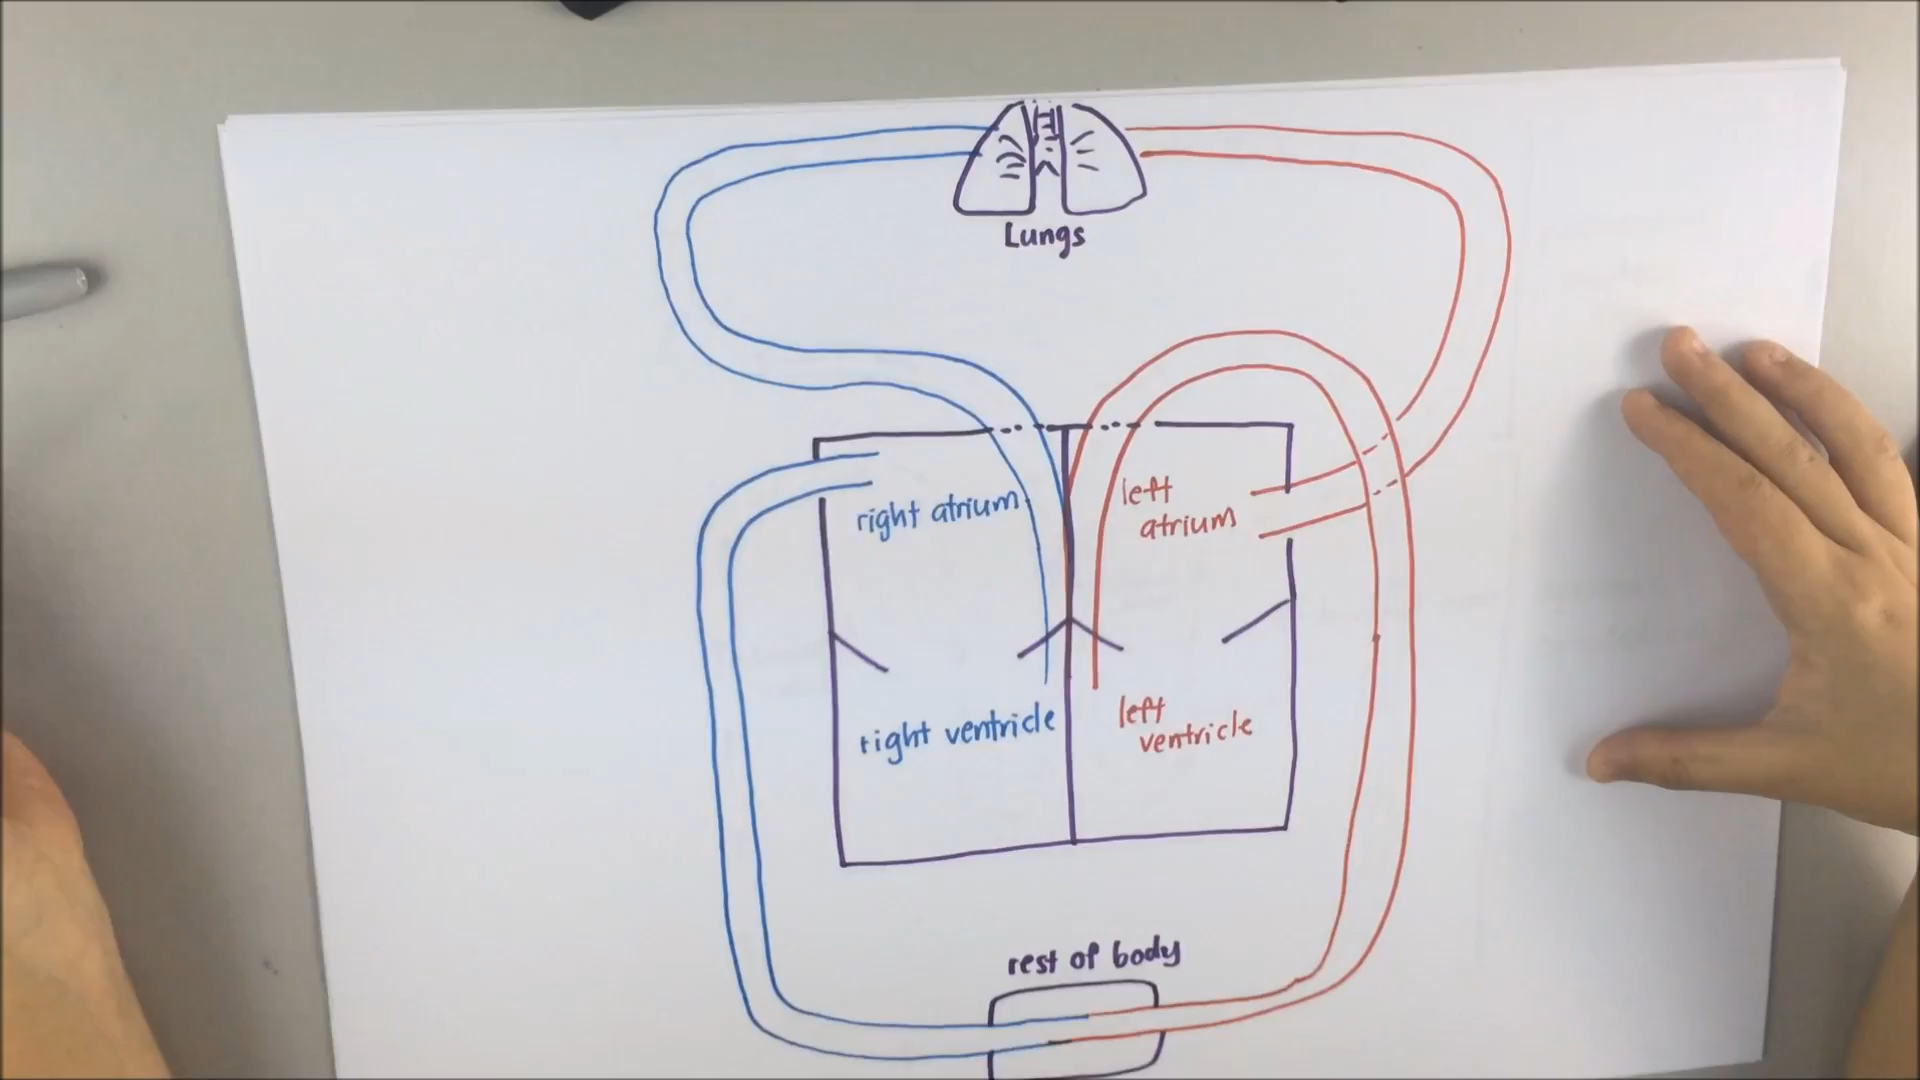 Lungs
right atrium
left
atrium
right ventricle
left
ventricle
rest of body